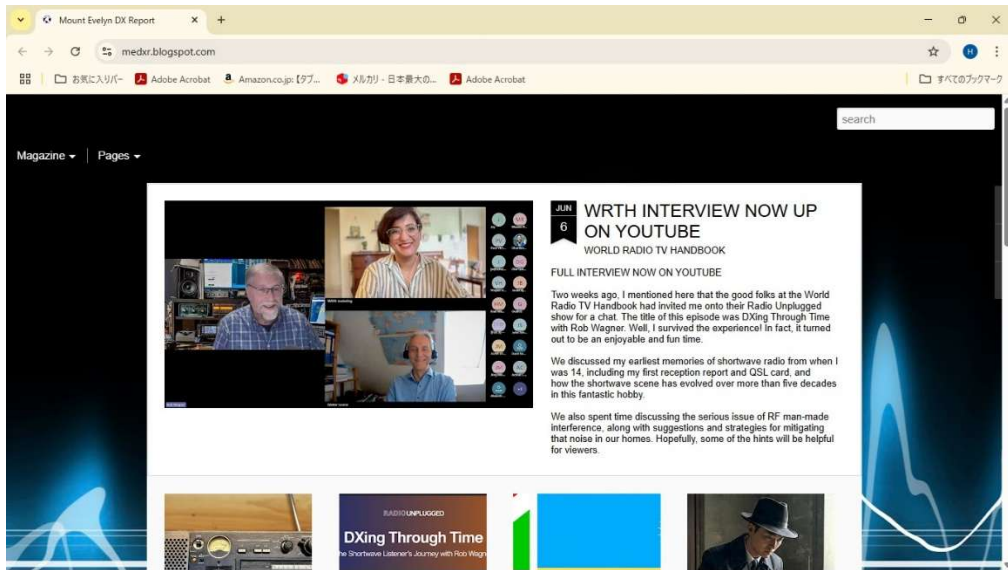 Mount Evelyn DX Report
medxr.blogspot.com
H
お気に入りバー
Adobe Acrobat
Amazon.co.jp: 【タブ...
メルカリ - 日本最大の...
Adobe Acrobat
すべてのブックマーク
search
Magazine
Pages
JUN
6
WRTH INTERVIEW NOW UP
ON YOUTUBE
WORLD RADIO TV HANDBOOK
FULL INTERVIEW NOW ON YOUTUBE
Two weeks ago, I mentioned here that the good folks at the World
Radio TV Handbook had invited me onto their Radio Unplugged
show for a chat. The title of this episode was DXing Through Time
with Rob Wagner. Well, I survived the experience! In fact, it turned
out to be an enjoyable and fun time.
We discussed my earliest memories of shortwave radio from when I
was 14, including my first reception report and QSL card, and
how the shortwave scene has evolved over more than five decades
in this fantastic hobby.
We also spent time discussing the serious issue of RF man-made
interference, along with suggestions and strategies for mitigating
that noise in our homes. Hopefully, some of the hints will be helpful
for viewers.
RADIO UNPLUGGED
DXing Through Time
he Shortwave Listener's Journey with Rob Wagn